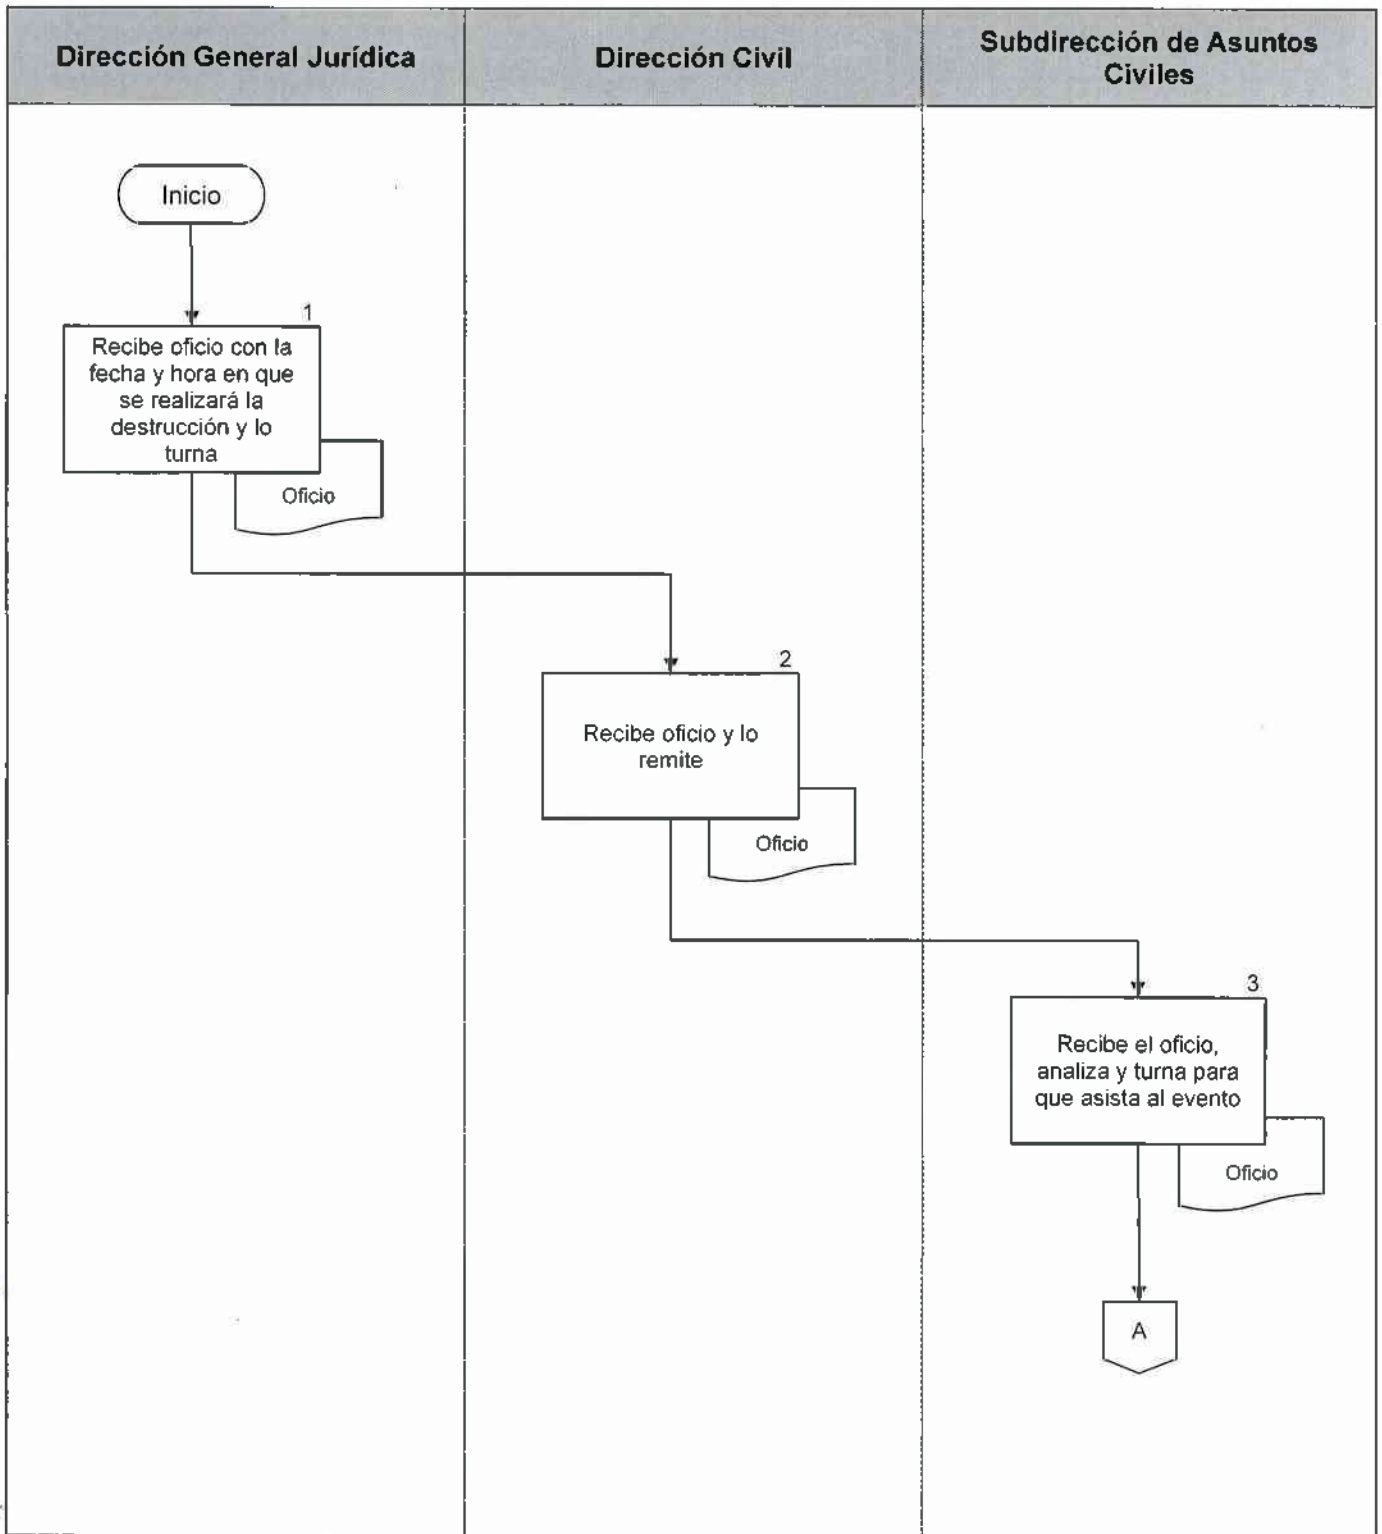 Dirección General Jurídica
Dirección Civil
Subdirección de Asuntos
Civiles
Inicio
1
Recibe oficio con la
fecha y hora en que
se realizará la
destrucción y lo
turna
Oficio
2
Recibe oficio y lo
remite
Oficio
3
Recibe el oficio,
analiza y turna para
que asista al evento
Oficio
A